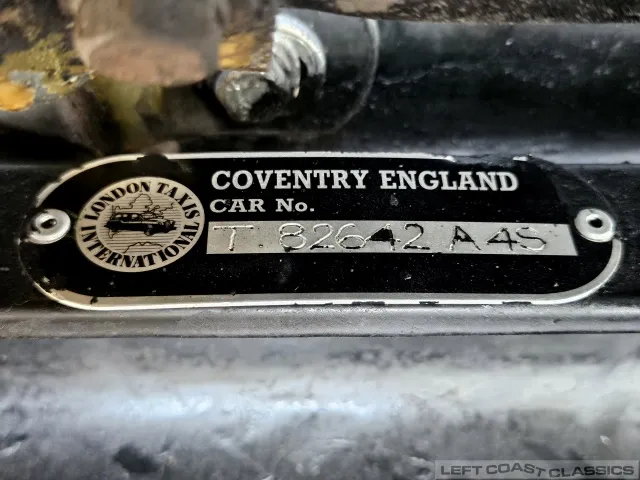 LONDON TAXIS
INTERNATIONAL
COVENTRY ENGLAND
CAR No.
T. 82642 A4S
LEFT COAST CLASSICS